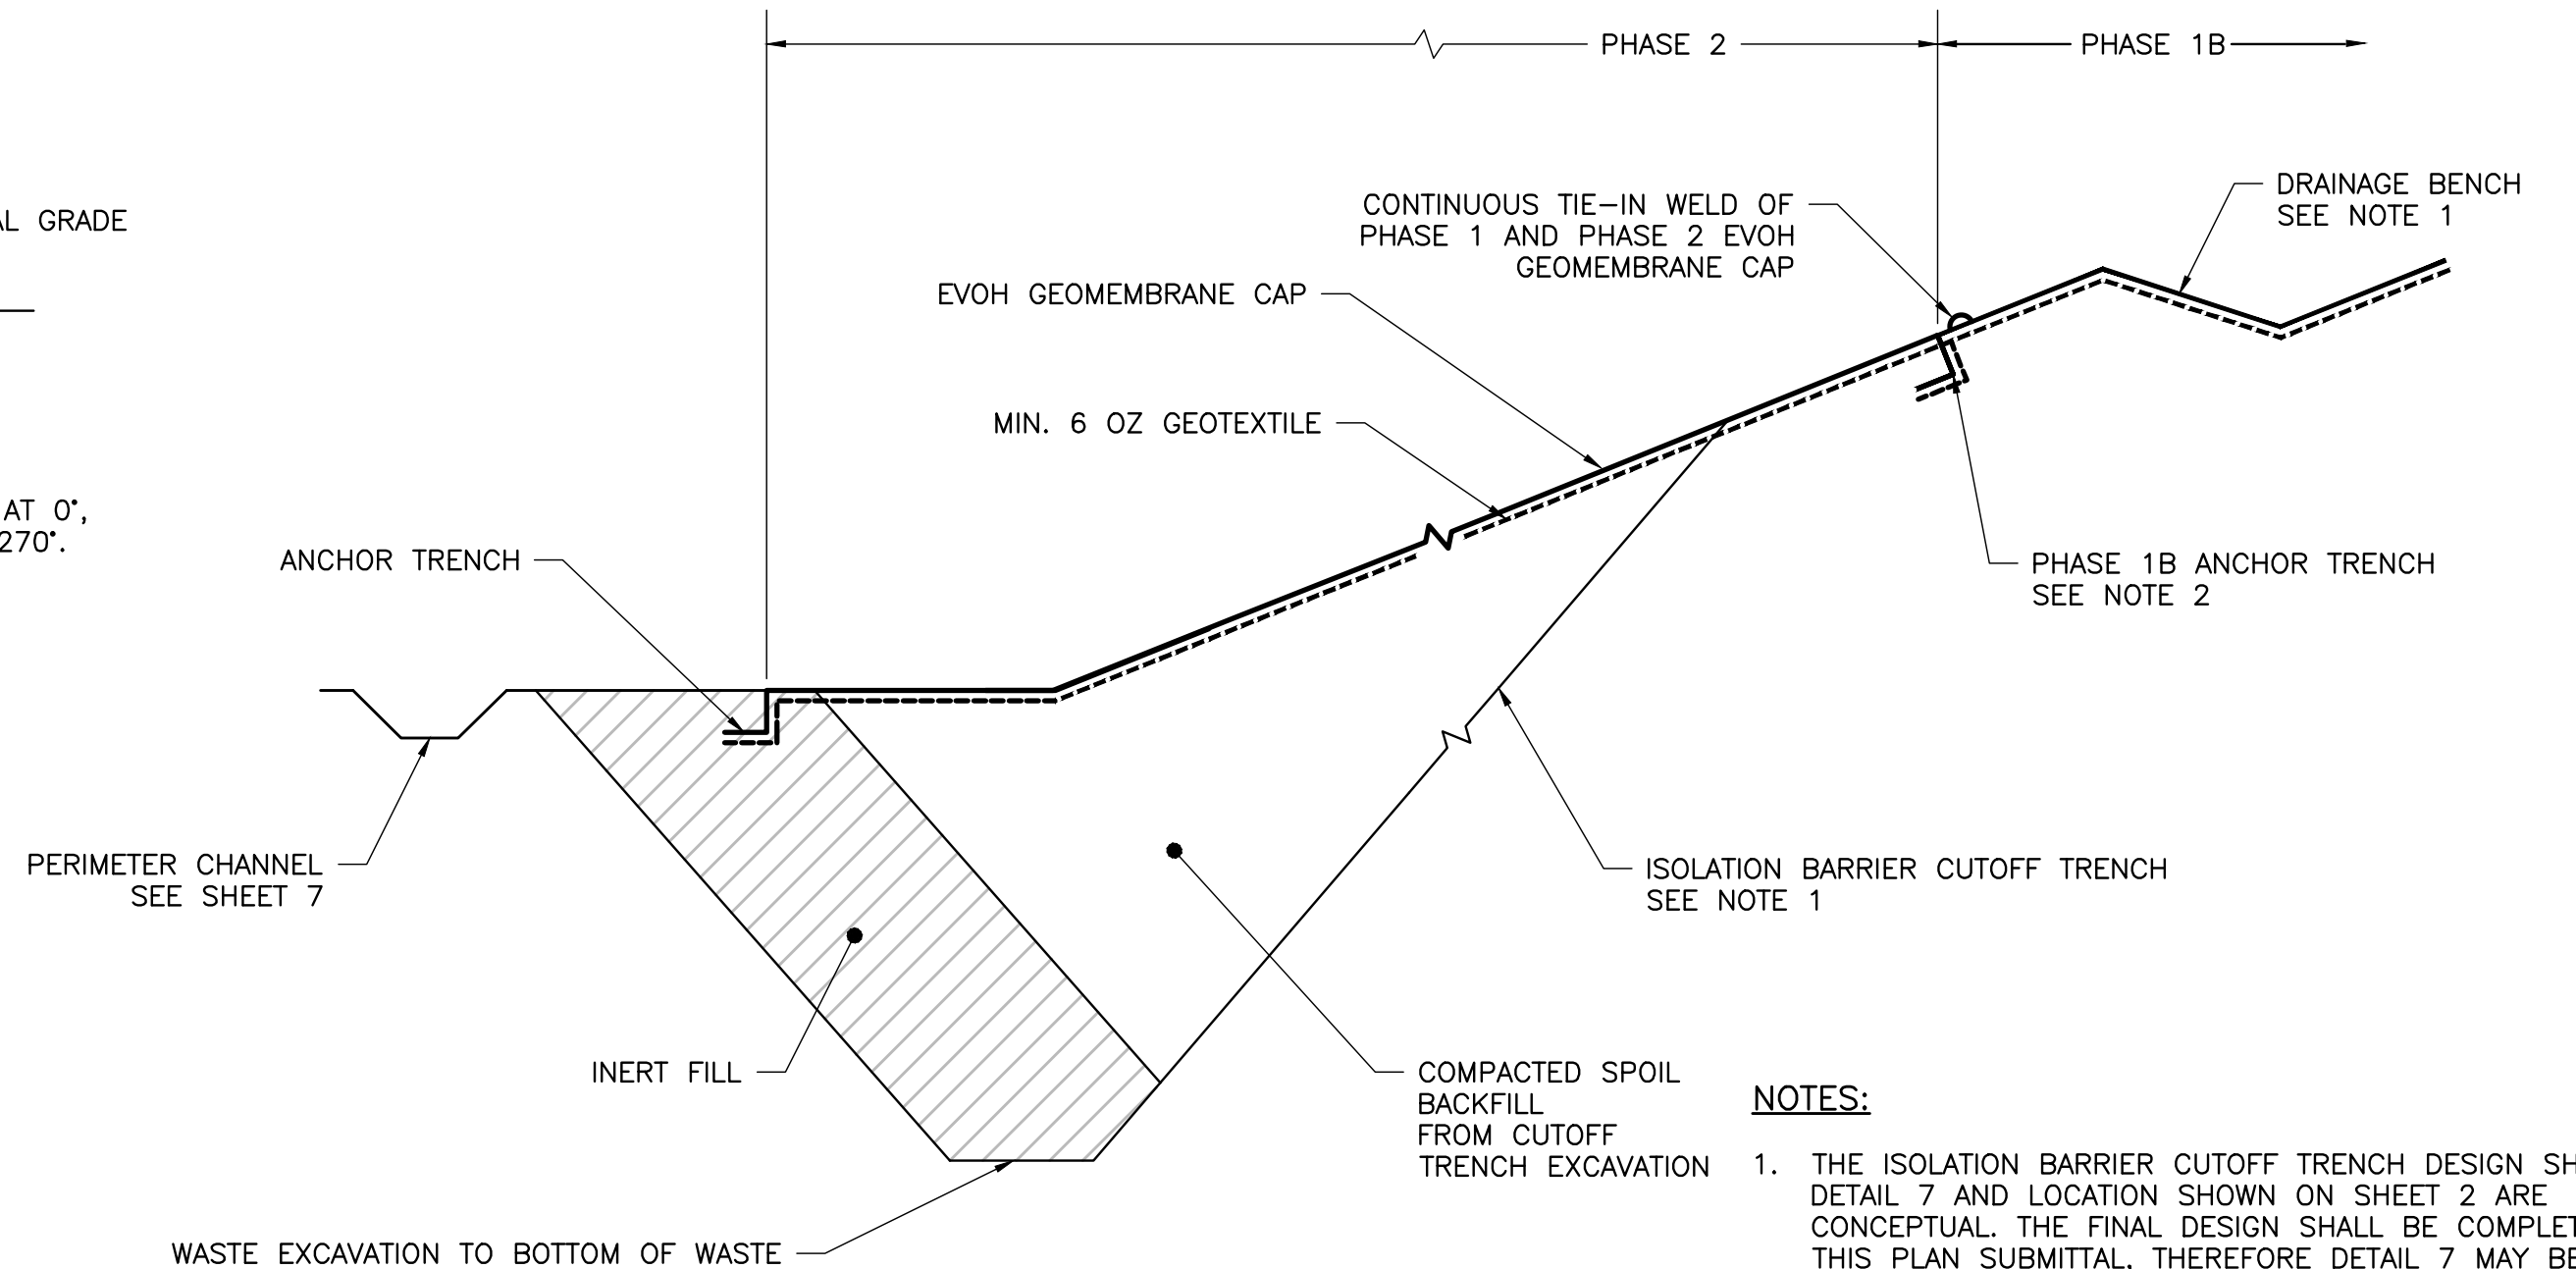 PHASE 2
PHASE 1B
DRAINAGE BENCH
SEE NOTE 1
CONTINUOUS TIE-IN WELD OF
PHASE 1 AND PHASE 2 EVOH
GEOMEMBRANE CAP
GRADE
EVOH GEOMEMBRANE CAP
MIN. 6 OZ GEOTEXTILE
AT 0°,
270°.
ANCHOR TRENCH
PHASE 1B ANCHOR TRENCH
SEE NOTE 2
PERIMETER CHANNEL
SEE SHEET 7
ISOLATION BARRIER CUTOFF TRENCH
SEE NOTE 1
INERT FILL
COMPACTED SPOIL
BACKFILL
FROM CUTOFF
TRENCH EXCAVATION
WASTE EXCAVATION TO BOTTOM OF WASTE
NOTES:
1. THE ISOLATION BARRIER CUTOFF TRENCH DESIGN
DETAIL 7 AND LOCATION SHOWN ON SHEET 2 ARE
CONCEPTUAL. THE FINAL DESIGN SHALL BE
THIS PLAN SUBMITTAL, THEREFORE DETAIL 7 MAY BE